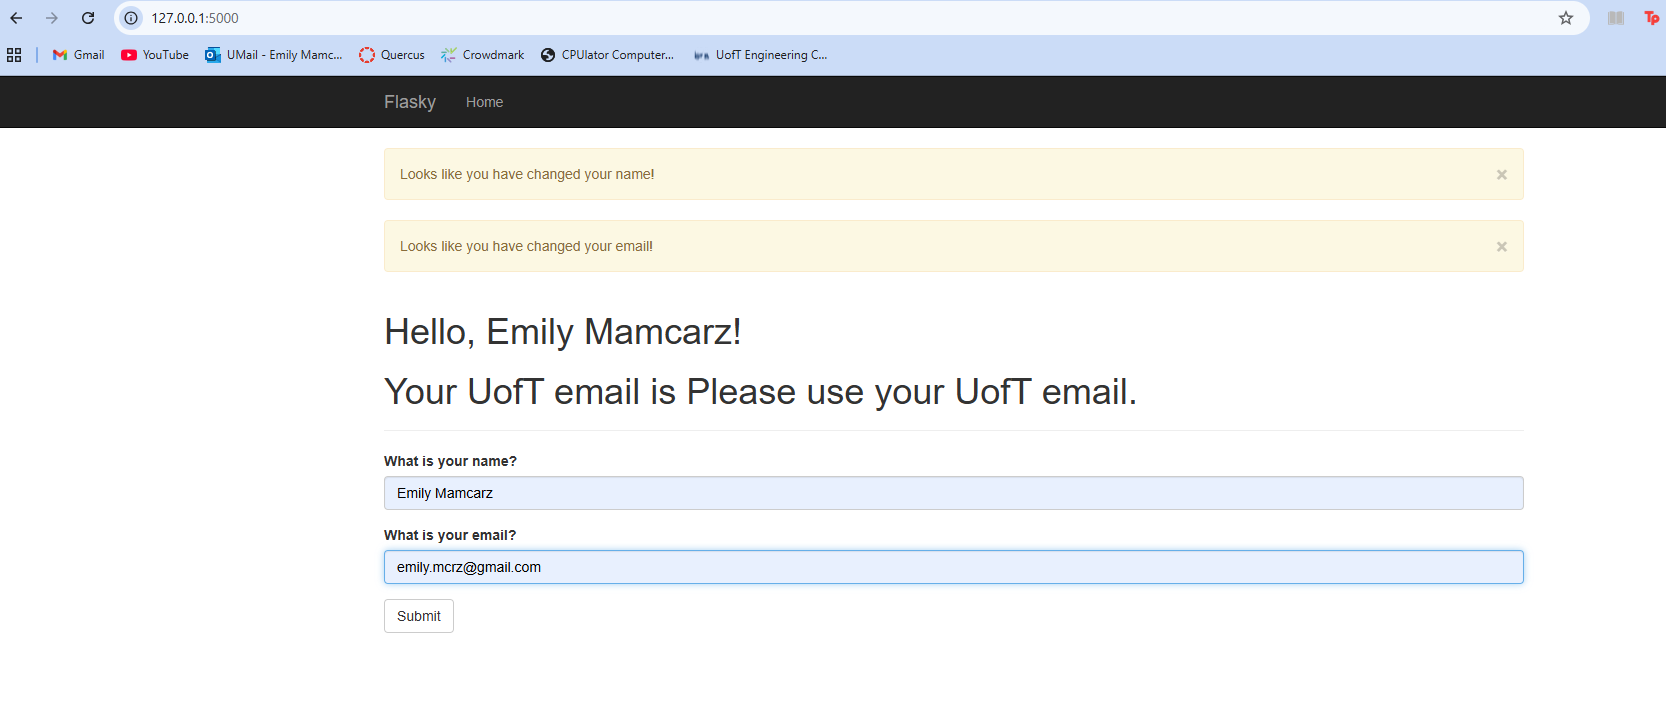 127.0.0.1:5000
Gmail YouTube UMail - Emily Mamc... Quercus Crowdmark CPUlator Computer... UofT Engineering C...
Flasky Home
Looks like you have changed your name! ×
Looks like you have changed your email! ×
Hello, Emily Mamcarz!
Your UofT email is Please use your UofT email.
What is your name?
Emily Mamcarz
What is your email?
emily.mcrz@gmail.com
Submit